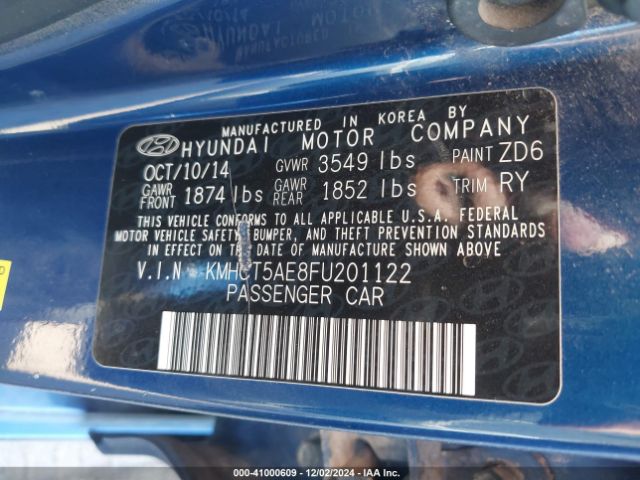 MANUFACTURED IN KOREA BY
HYUNDAI MOTOR COMPANY
OCT/10/14 GVWR 3549 lbs PAINT ZD6
GAWR FRONT 1874 lbs GAWR REAR 1852 lbs TRIM RY
THIS VEHICLE CONFORMS TO ALL APPLICABLE U.S.A. FEDERAL
MOTOR VEHICLE SAFETY, BUMPER, AND THEFT PREVENTION STANDARDS
IN EFFECT ON THE DATE OF MANUFACTURE SHOWN ABOVE
V.I.N KMHCT5AE8FU201122
PASSENGER CAR
000-41000609 - 12/02/2024 - IAA Inc.